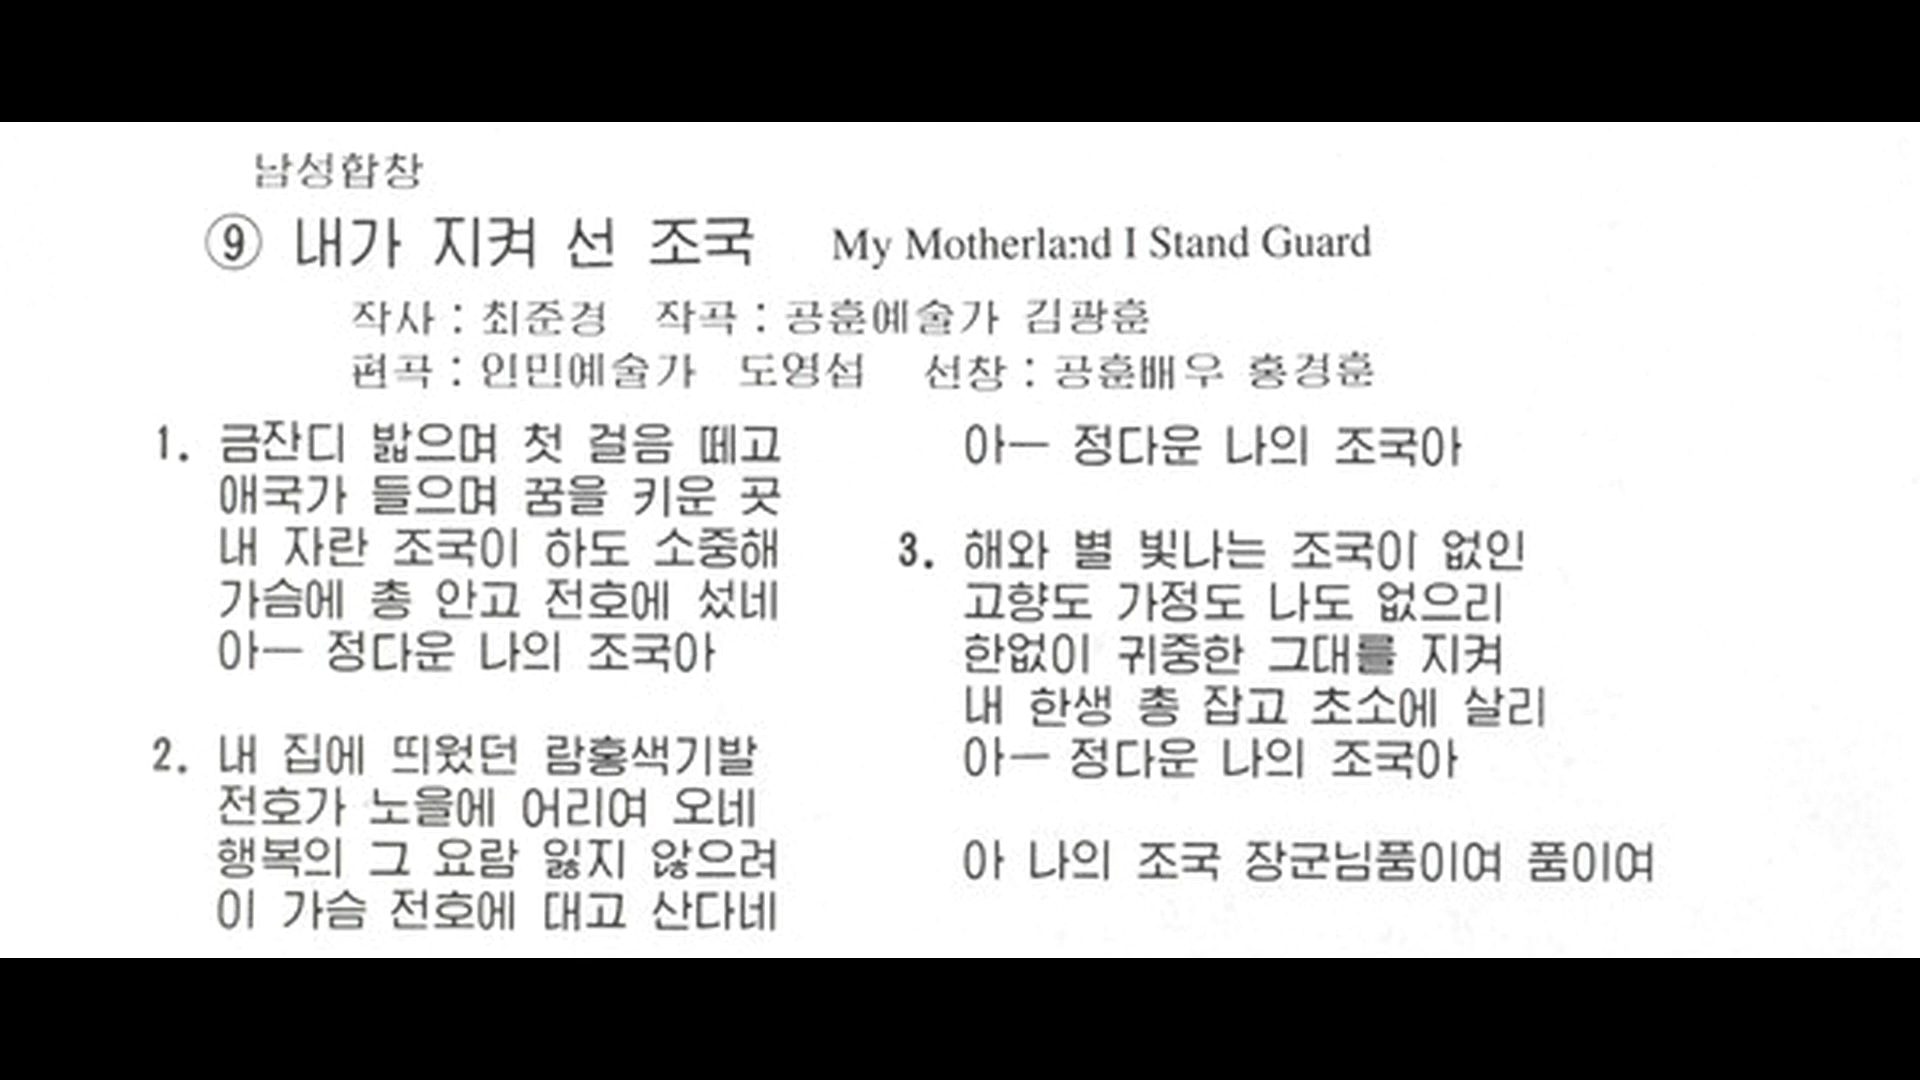 남성합창
⑨ 내가 지켜 선 조국 My Motherland I Stand Guard
작사 : 최준경 작곡 : 공훈예술가 김광훈
편곡 : 인민예술가 도영섭 선창 : 공훈배우 홍경훈
1. 금잔디 밟으며 첫 걸음 떼고
애국가 들으며 꿈을 키운 곳
내 자란 조국이 하도 소중해
가슴에 총 안고 전호에 섰네
아ㅡ 정다운 나의 조국아
2. 내 집에 띄웠던 람홍색기발
전호가 노을에 어리여 오네
행복의 그 요람 잃지 않으려
이 가슴 전호에 대고 산다네
아ㅡ 정다운 나의 조국아
3. 해와 별 빛나는 조국이 없인
고향도 가정도 나도 없으리
한없이 귀중한 그대를 지켜
내 한생 총 잡고 초소에 살리
아ㅡ 정다운 나의 조국아
아 나의 조국 장군님품이여 품이여